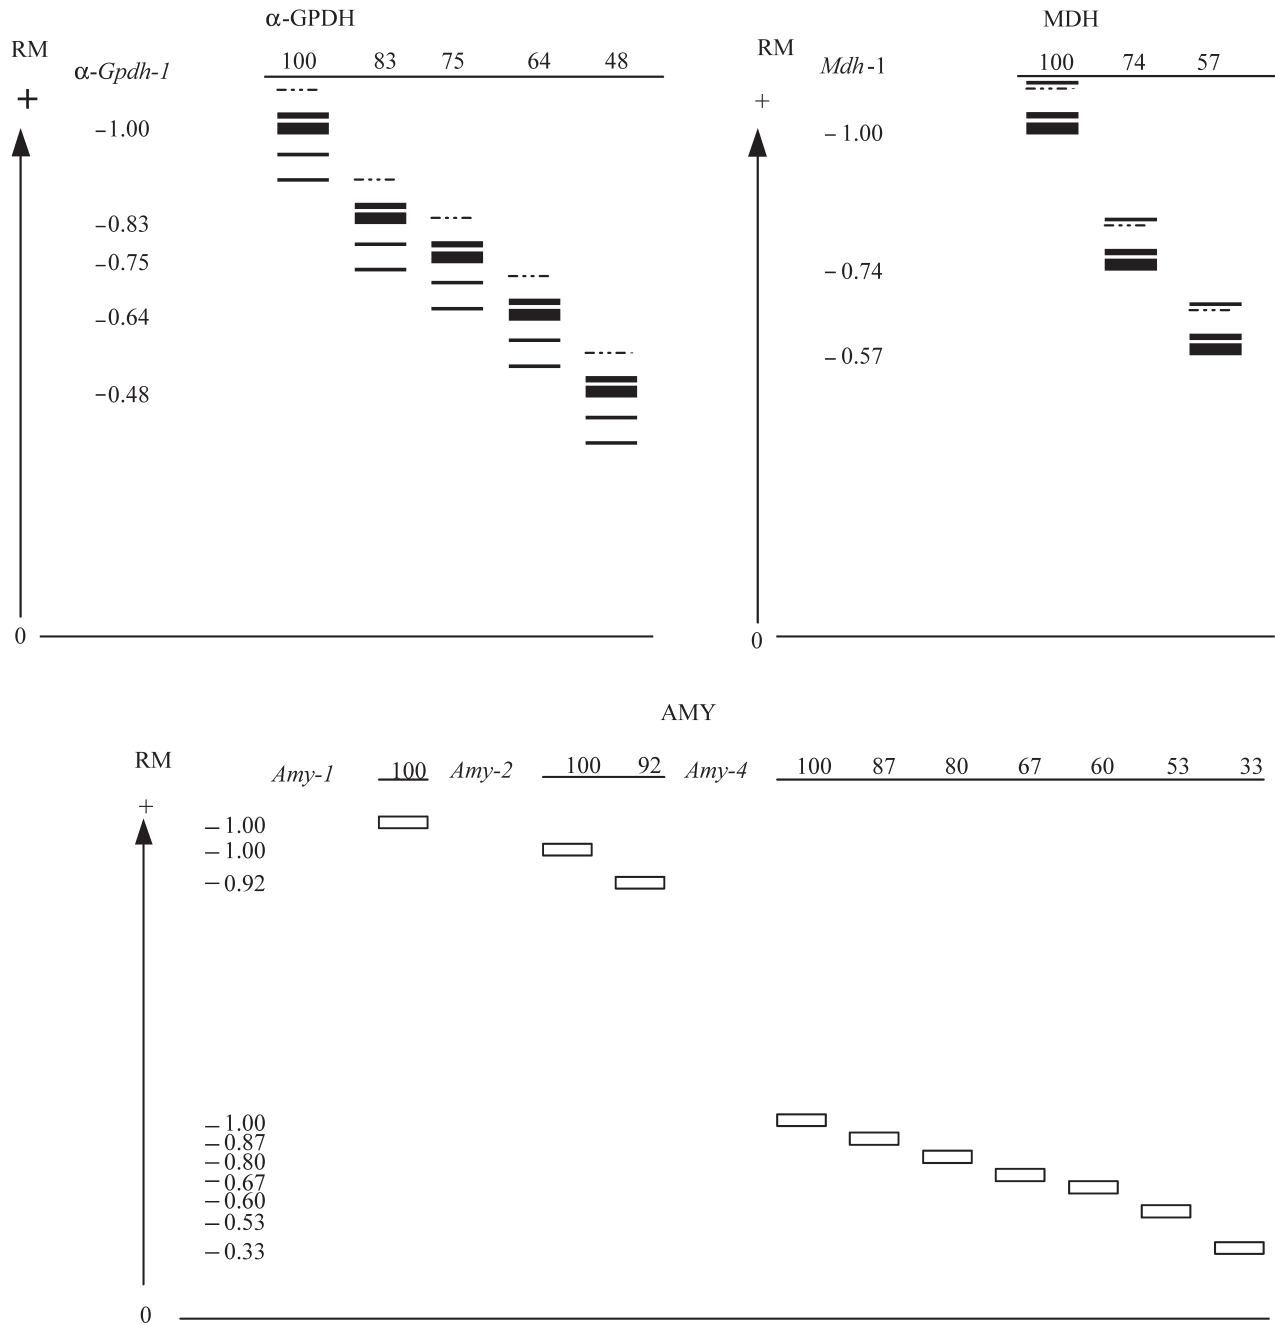 α-GPDH
RM
α-Gpdh-1
100 83 75 64 48
+
–1.00
–0.83
–0.75
–0.64
–0.48
0
MDH
RM
Mdh-1
100 74 57
+
–1.00
–0.74
–0.57
0
AMY
RM
Amy-1 100 Amy-2 100 92 Amy-4 100 87 80 67 60 53 33
+
–1.00
–1.00
–0.92
–1.00
–0.87
–0.80
–0.67
–0.60
–0.53
–0.33
0